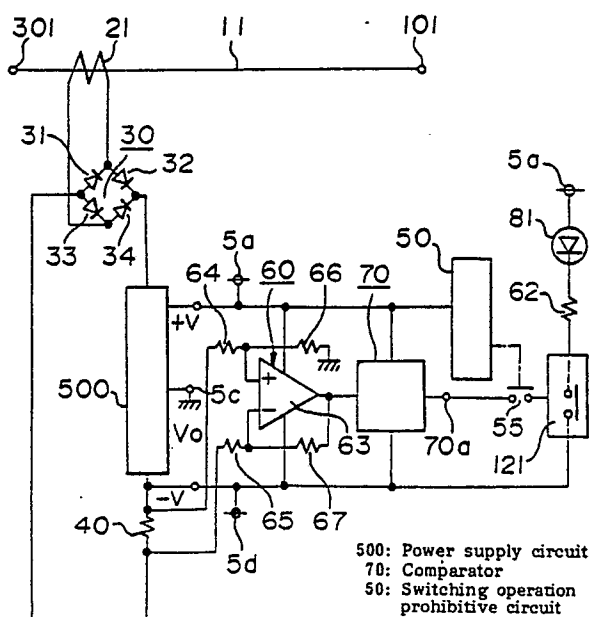 301
21
11
101
31
30
32
33
34
5a
81
62
5a
50
64
60
66
70
+V
500
5c
Vo
63
70a
55
121
-V
40
65
67
5d
500: Power supply circuit
70: Comparator
50: Switching operation
prohibitive circuit